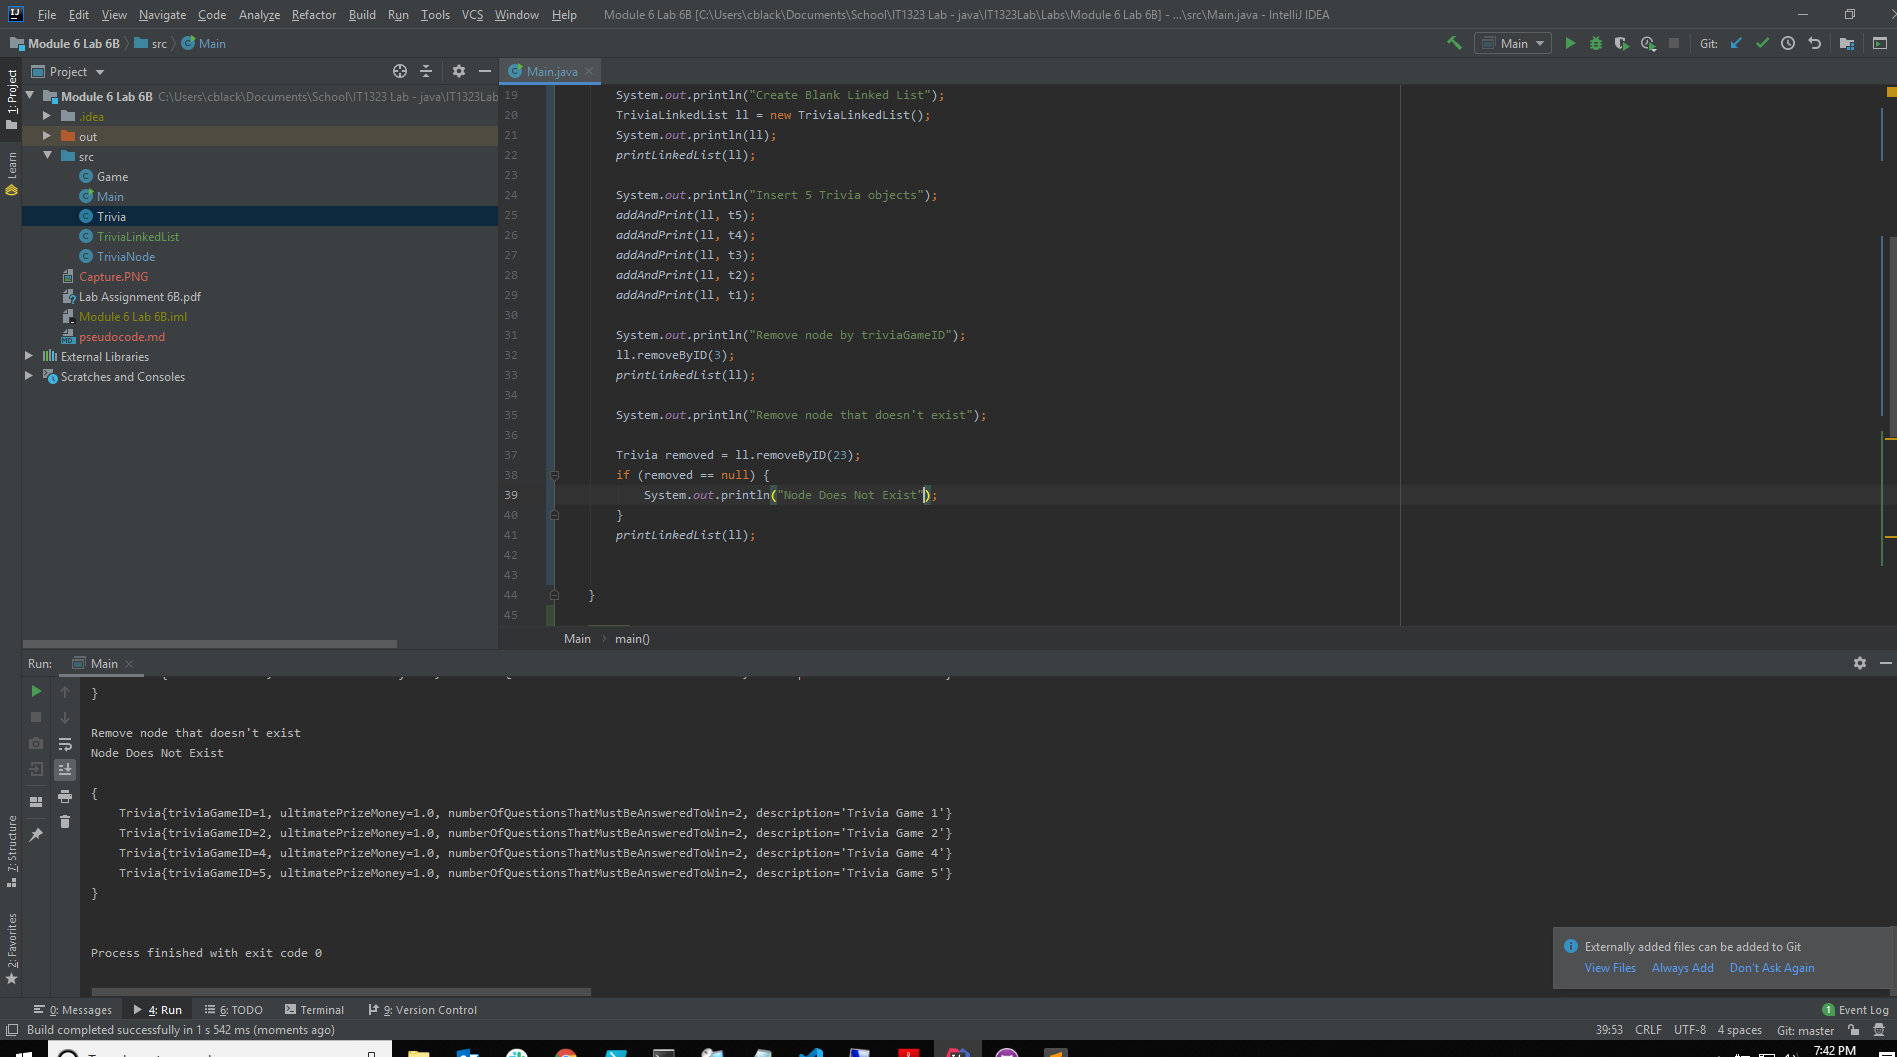 File Edit View Navigate Code Analyze Refactor Build Run Tools VCS Window Help Module 6 Lab 6B [C:\Users\cblack\Documents\School\IT1323 Lab - java\IT1323Lab\Labs\Module 6 Lab 6B] - ...\src\Main.java - IntelliJ IDEA
Module 6 Lab 6B src Main
Main Git:
1: Project
Learn
7: Structure
2: Favorites
Project
Module 6 Lab 6B C:\Users\cblack\Documents\School\IT1323 Lab - java\IT1323Lab
.idea
out
src
Game
Main
Trivia
TriviaLinkedList
TriviaNode
Capture.PNG
Lab Assignment 6B.pdf
Module 6 Lab 6B.iml
pseudocode.md
External Libraries
Scratches and Consoles
Main.java
19 System.out.println("Create Blank Linked List");
20 TriviaLinkedList ll = new TriviaLinkedList();
21 System.out.println(ll);
22 printLinkedList(ll);
23
24 System.out.println("Insert 5 Trivia objects");
25 addAndPrint(ll, t5);
26 addAndPrint(ll, t4);
27 addAndPrint(ll, t3);
28 addAndPrint(ll, t2);
29 addAndPrint(ll, t1);
30
31 System.out.println("Remove node by triviaGameID");
32 ll.removeByID(3);
33 printLinkedList(ll);
34
35 System.out.println("Remove node that doesn't exist");
36
37 Trivia removed = ll.removeByID(23);
38 if (removed == null) {
39 System.out.println("Node Does Not Exist");
40 }
41 printLinkedList(ll);
42
43
44 }
45
Main main()
Run: Main
}
Remove node that doesn't exist
Node Does Not Exist
{
Trivia{triviaGameID=1, ultimatePrizeMoney=1.0, numberOfQuestionsThatMustBeAnsweredToWin=2, description='Trivia Game 1'}
Trivia{triviaGameID=2, ultimatePrizeMoney=1.0, numberOfQuestionsThatMustBeAnsweredToWin=2, description='Trivia Game 2'}
Trivia{triviaGameID=4, ultimatePrizeMoney=1.0, numberOfQuestionsThatMustBeAnsweredToWin=2, description='Trivia Game 4'}
Trivia{triviaGameID=5, ultimatePrizeMoney=1.0, numberOfQuestionsThatMustBeAnsweredToWin=2, description='Trivia Game 5'}
}
Process finished with exit code 0
Externally added files can be added to Git
View Files Always Add Don't Ask Again
0: Messages 4: Run 6: TODO Terminal 9: Version Control 1 Event Log
Build completed successfully in 1 s 542 ms (moments ago) 39:53 CRLF UTF-8 4 spaces Git: master
7:42 PM